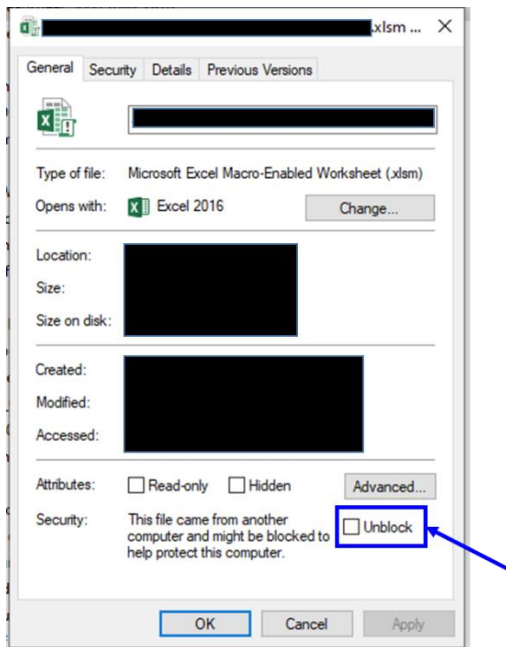 .xlsm ...
General Security Details Previous Versions
Type of file: Microsoft Excel Macro-Enabled Worksheet (.xlsm)
Opens with: Excel 2016 Change...
Location:
Size:
Size on disk:
Created:
Modified:
Accessed:
Attributes: Read-only Hidden Advanced...
Security: This file came from another
computer and might be blocked to
help protect this computer.
Unblock
OK Cancel Apply